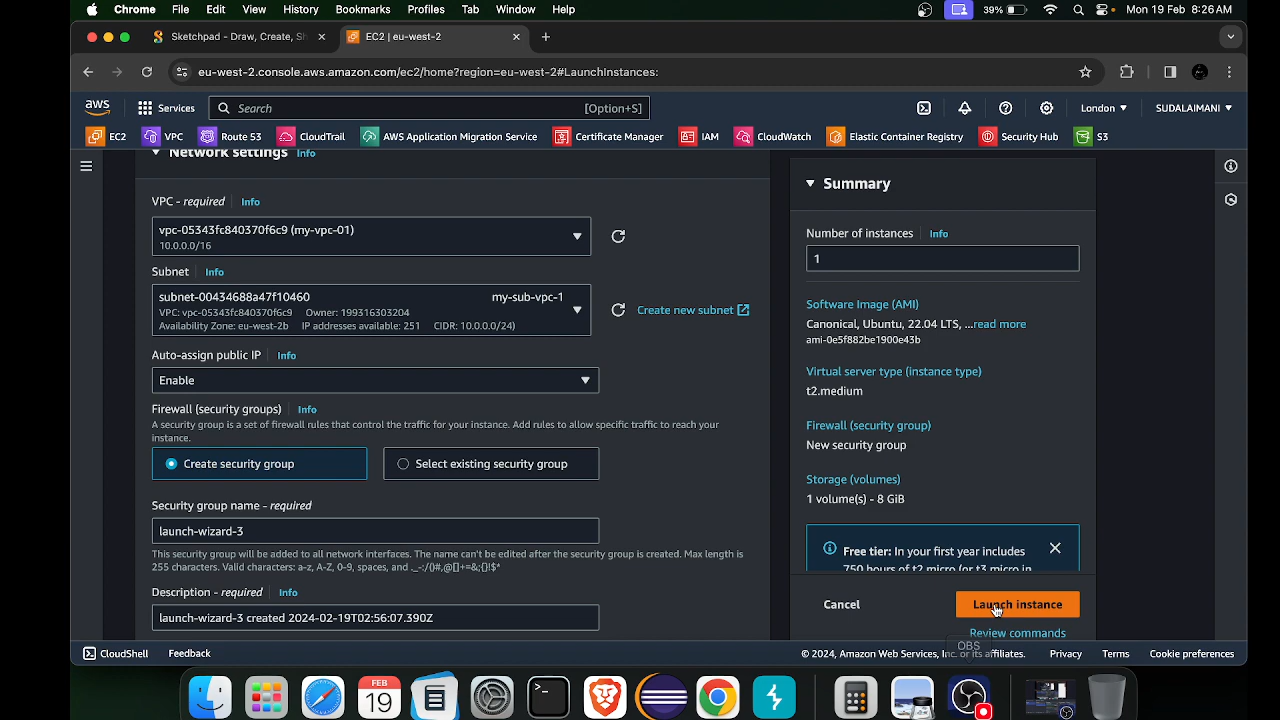 Chrome File Edit View History Bookmarks Profiles Tab Window Help 39% Mon 19 Feb 8:26AM
Sketchpad - Draw, Create, Sh EC2 | eu-west-2
eu-west-2.console.aws.amazon.com/ec2/home?region=eu-west-2#LaunchInstances:
aws Services Search [Option+S] London SUDALAIMANI
EC2 VPC Route 53 CloudTrail AWS Application Migration Service Certificate Manager IAM CloudWatch Elastic Container Registry Security Hub S3
Network settings Info
VPC - required Info
vpc-05343fc840370f6c9 (my-vpc-01)
10.0.0.0/16
Subnet Info
subnet-00434688a47f10460 my-sub-vpc-1
VPC: vpc-05343fc840370f6c9 Owner: 199316303204
Availability Zone: eu-west-2b IP addresses available: 251 CIDR: 10.0.0.0/24)
Create new subnet
Auto-assign public IP Info
Enable
Firewall (security groups) Info
A security group is a set of firewall rules that control the traffic for your instance. Add rules to allow specific traffic to reach your
instance.
Create security group Select existing security group
Security group name - required
launch-wizard-3
This security group will be added to all network interfaces. The name can't be edited after the security group is created. Max length is
255 characters. Valid characters: a-z, A-Z, 0-9, spaces, and ._-:/()#,@[]+=&;{}!$*
Description - required Info
launch-wizard-3 created 2024-02-19T02:56:07.390Z
Summary
Number of instances Info
1
Software Image (AMI)
Canonical, Ubuntu, 22.04 LTS, ...read more
ami-0e5f882be1900e43b
Virtual server type (instance type)
t2.medium
Firewall (security group)
New security group
Storage (volumes)
1 volume(s) - 8 GiB
Free tier: In your first year includes
750 hours of t2.micro (or t3.micro in
Cancel Launch instance
Review commands
OBS
CloudShell Feedback © 2024, Amazon Web Services, Inc. or its affiliates. Privacy Terms Cookie preferences
FEB
19